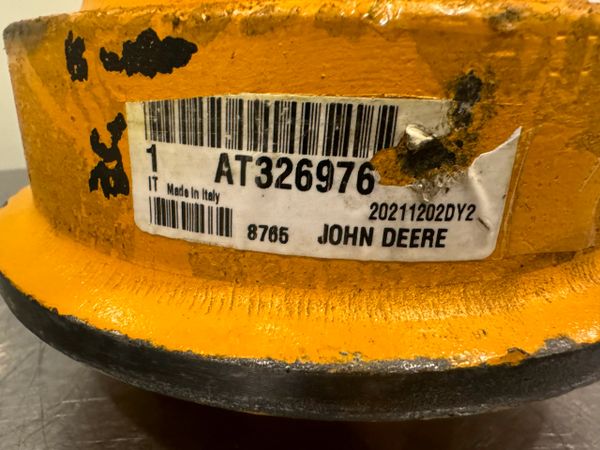 1 AT326976
IT Made In Italy
20211202DY2
8765 JOHN DEERE